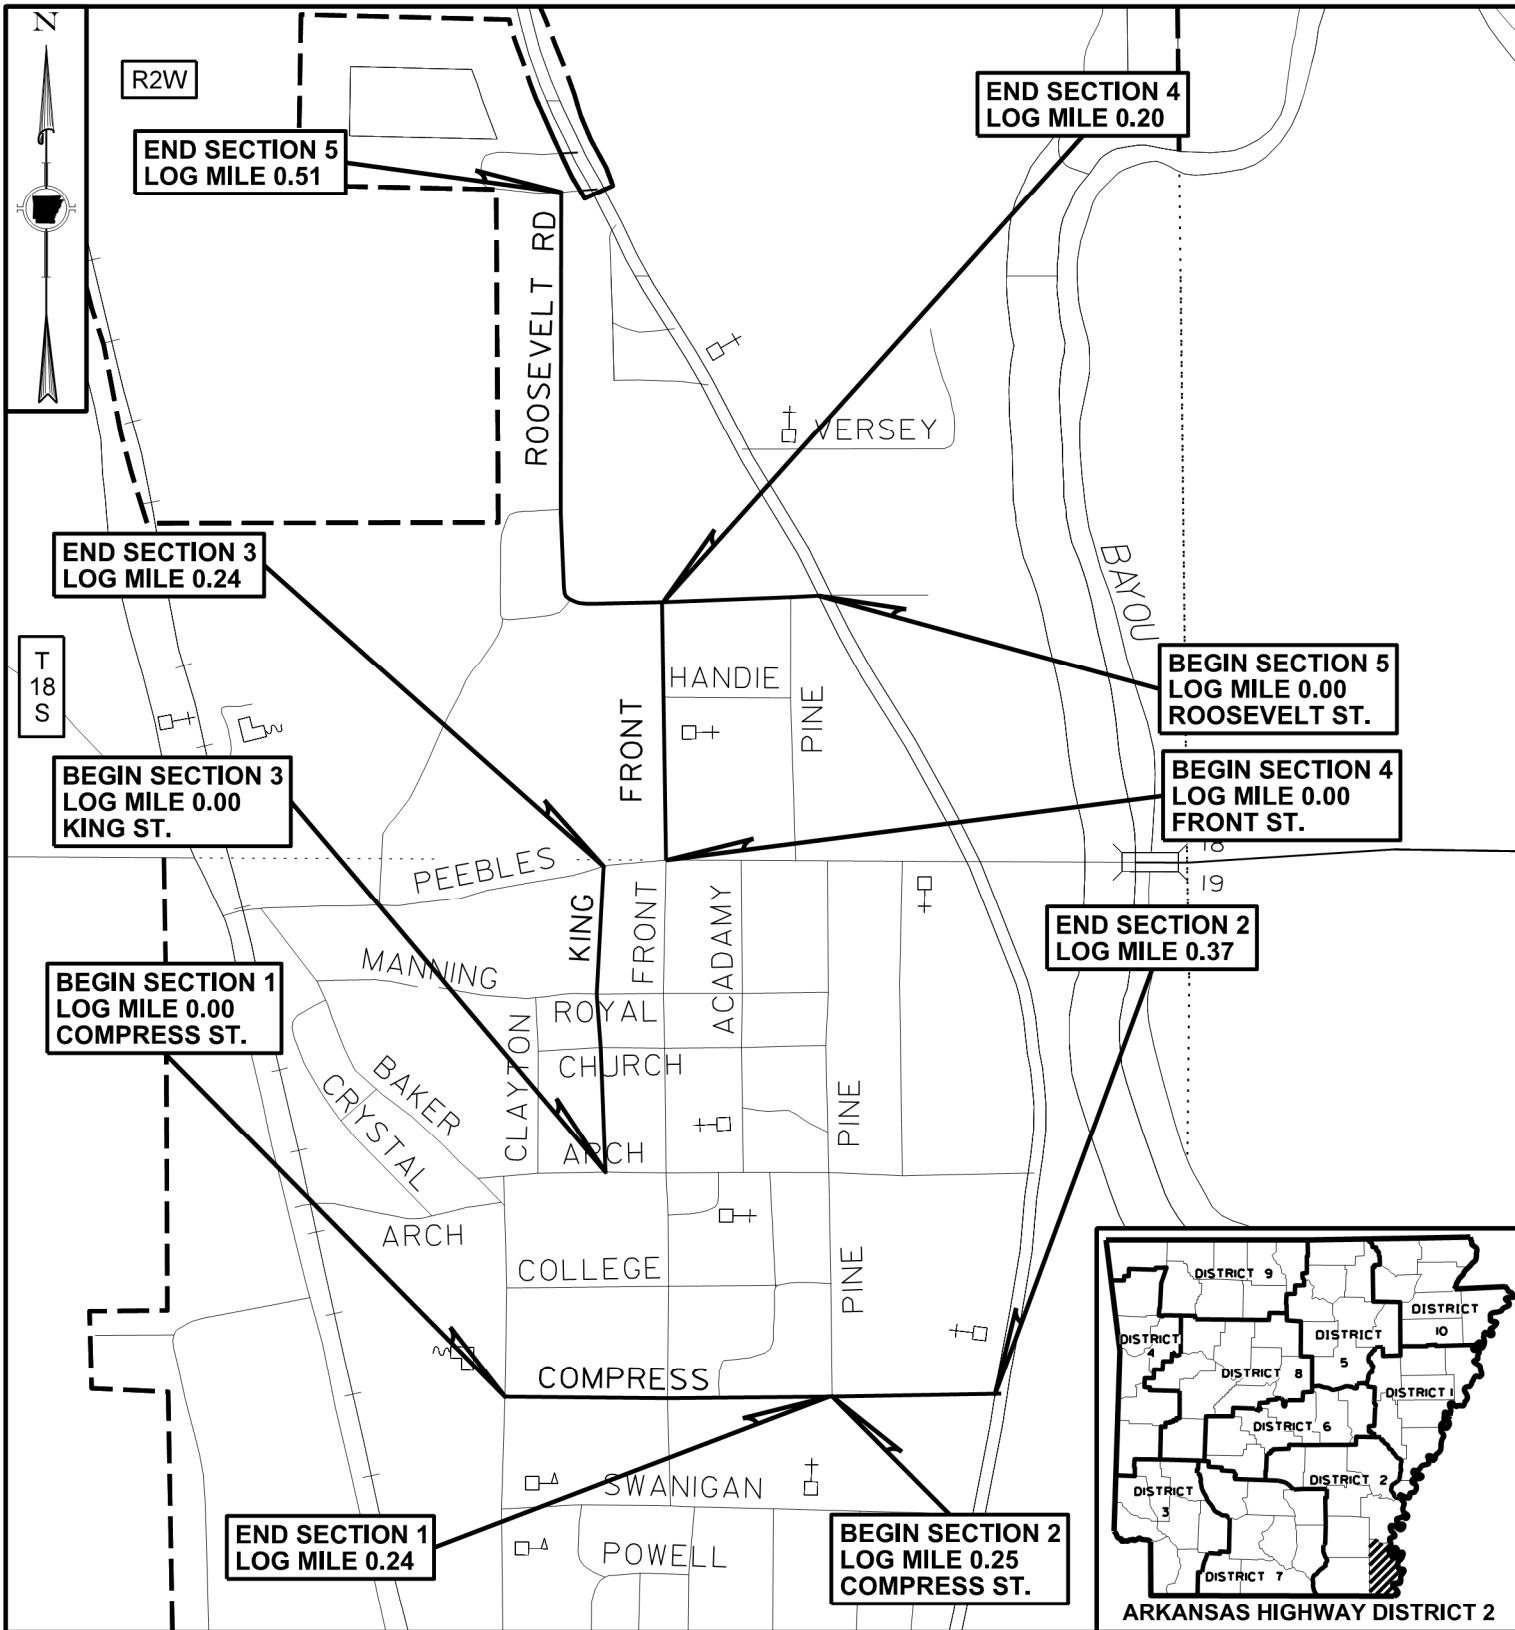 N
R2W
END SECTION 4
LOG MILE 0.20
END SECTION 5
LOG MILE 0.51
ROOSEVELT RD
VERSEY
END SECTION 3
LOG MILE 0.24
BAYOU
T
18
S
HANDIE
PINE
FRONT
BEGIN SECTION 5
LOG MILE 0.00
ROOSEVELT ST.
BEGIN SECTION 3
LOG MILE 0.00
KING ST.
BEGIN SECTION 4
LOG MILE 0.00
FRONT ST.
18
19
PEEBLES
KING
FRONT
ACADAMY
END SECTION 2
LOG MILE 0.37
MANNING
BEGIN SECTION 1
LOG MILE 0.00
COMPRESS ST.
ROYAL
CLAYTON
CHURCH
BAKER
CRYSTAL
PINE
ARCH
ARCH
COLLEGE
PINE
COMPRESS
SWANIGAN
END SECTION 1
LOG MILE 0.24
POWELL
BEGIN SECTION 2
LOG MILE 0.25
COMPRESS ST.
DISTRICT 9
DISTRICT
10
DISTRICT
4
DISTRICT
5
DISTRICT 8
DISTRICT 1
DISTRICT 6
DISTRICT 2
DISTRICT
3
DISTRICT 7
ARKANSAS HIGHWAY DISTRICT 2